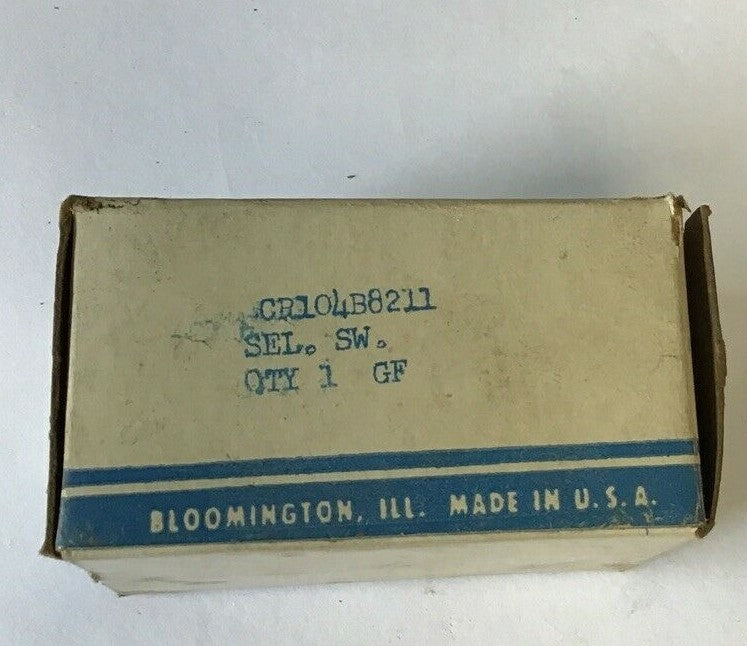 CR104B8211
SEL. SW.
QTY 1 GF
BLOOMINGTON, ILL. MADE IN U.S.A.